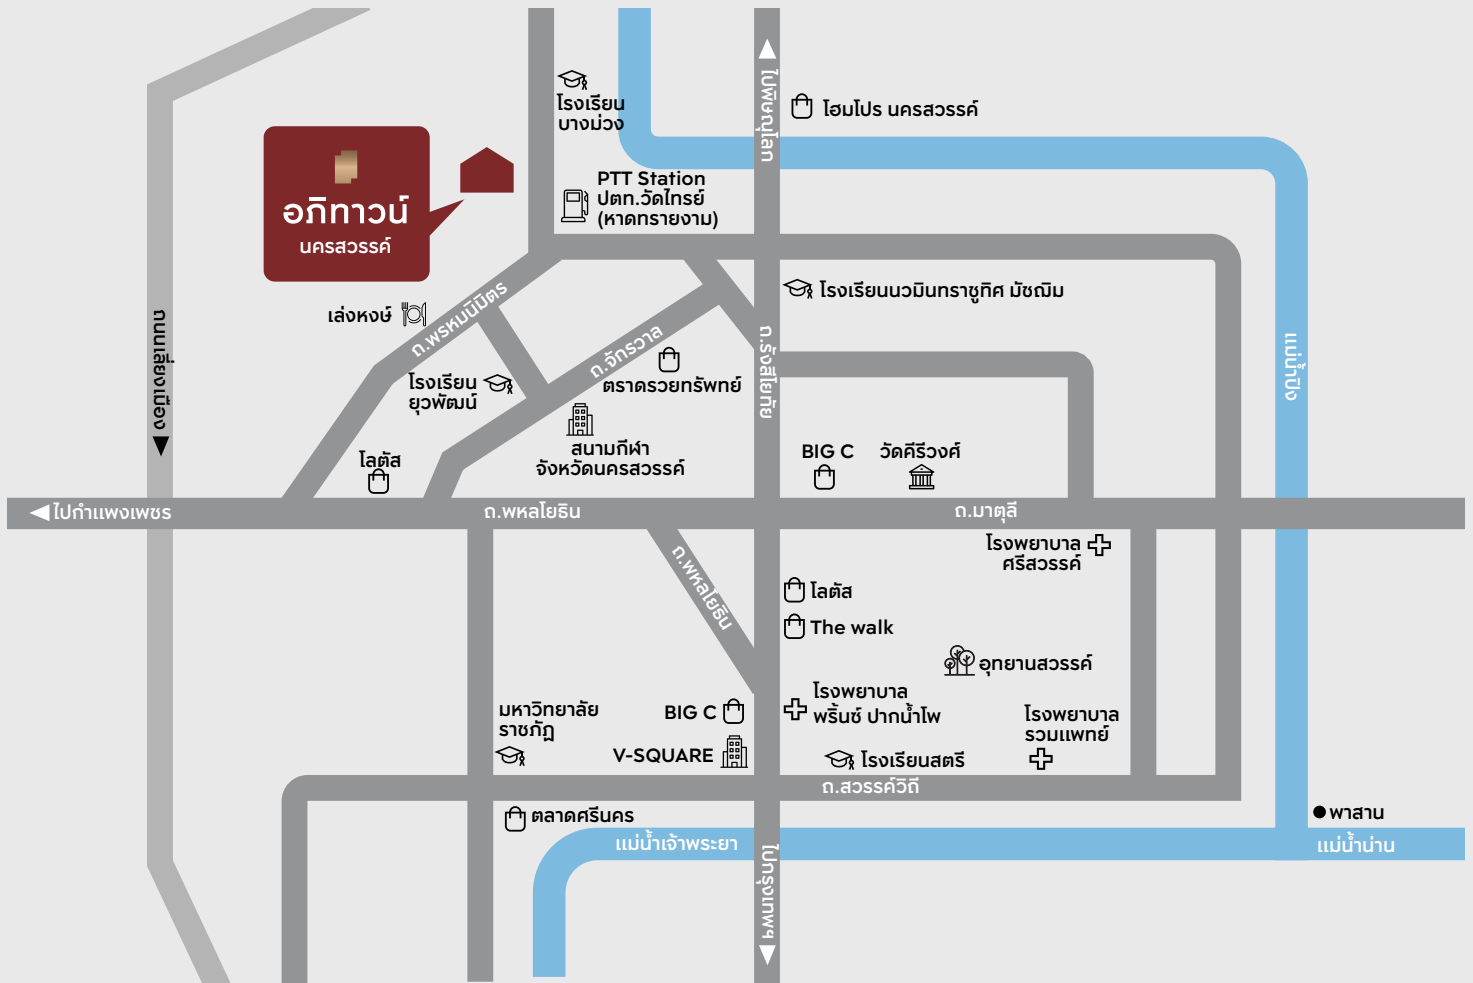 โรงเรียน
บางม่วง
ไปพิษณุโลก
โฮมโปร นครสวรรค์
PTT Station
ปตท.วัดไทรย์
(หาดทรายงาม)
อภิทาวน์
นครสวรรค์
โรงเรียนนวมินทราชูทิศ มัชฌิม
เล่งหงษ์
ถ.พรหมนิมิตร
ถ.จักรวาล
ถ.รังสิโยทัย
ถนนเลี่ยงเมือง
แม่น้ำปิง
โรงเรียน
ยุวพัฒน์
ตราดรวยทรัพทย์
สนามกีฬา
จังหวัดนครสวรรค์
โลตัส
BIG C
วัดคีรีวงศ์
ไปกำแพงเพชร
ถ.พหลโยธิน
ถ.มาตุลี
ถ.พหลโยธิน
โรงพยาบาล
ศรีสวรรค์
โลตัส
The walk
อุทยานสวรรค์
มหาวิทยาลัย
ราชภัฏ
BIG C
โรงพยาบาล
พริ้นซ์ ปากน้ำโพ
โรงพยาบาล
รวมแพทย์
V-SQUARE
โรงเรียนสตรี
ถ.สวรรค์วิถี
ตลาดศรีนคร
พาสาน
แม่น้ำเจ้าพระยา
แม่น้ำน่าน
ไปกรุงเทพฯ